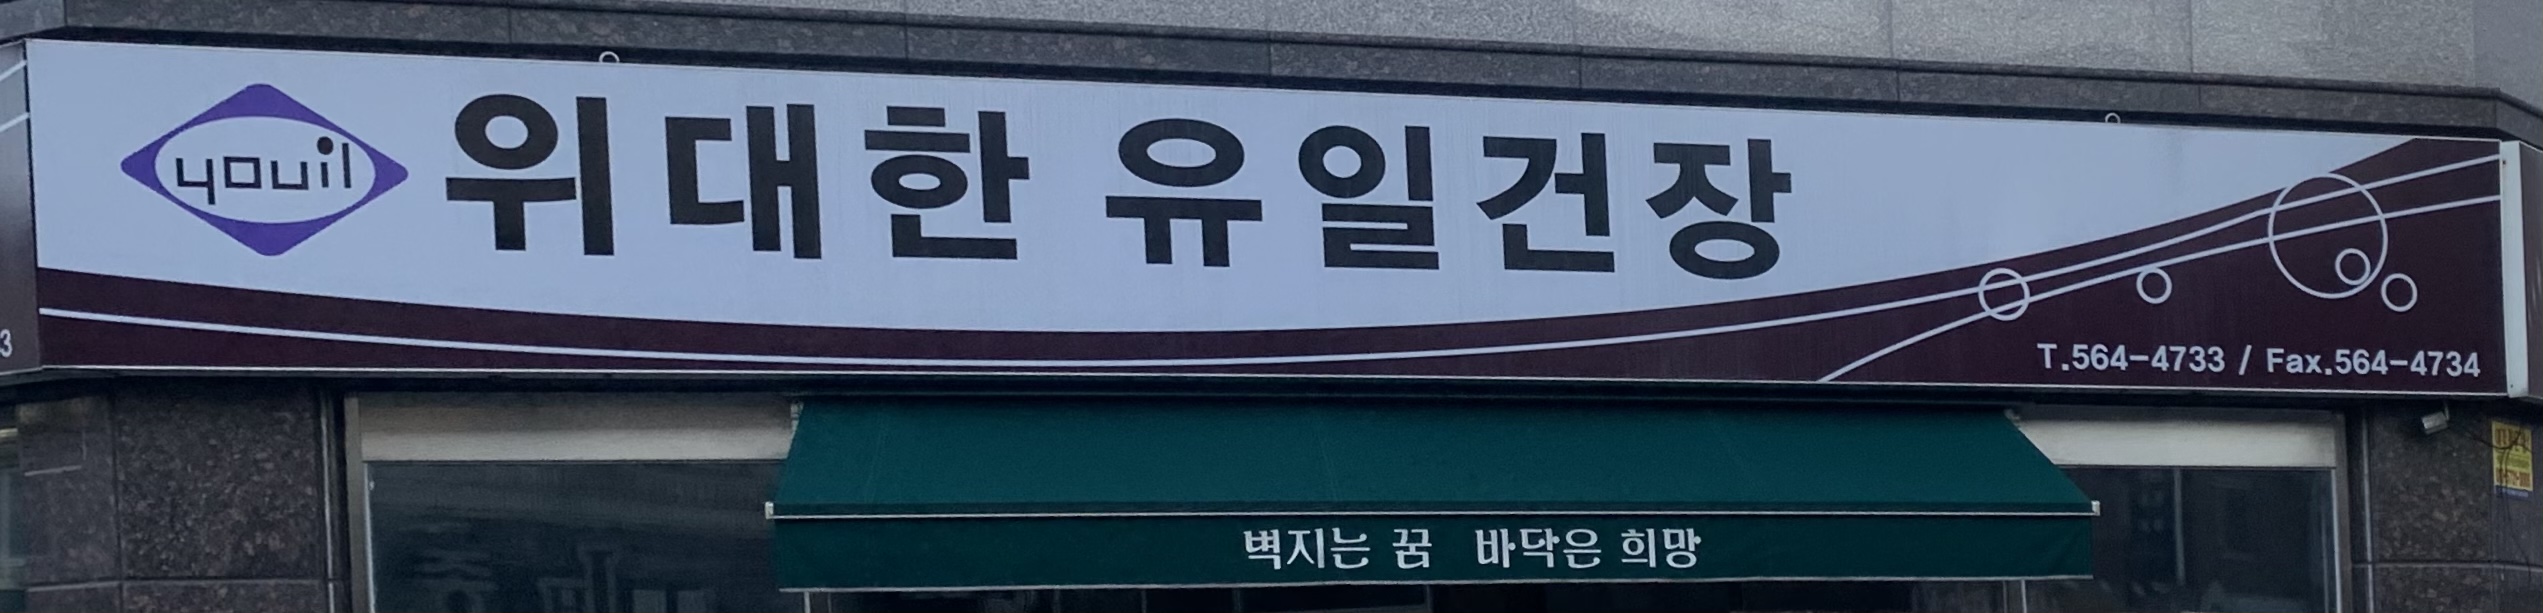 youil 위대한 유일건장
T.564-4733 / Fax.564-4734
3
벽지는 꿈 바닥은 희망